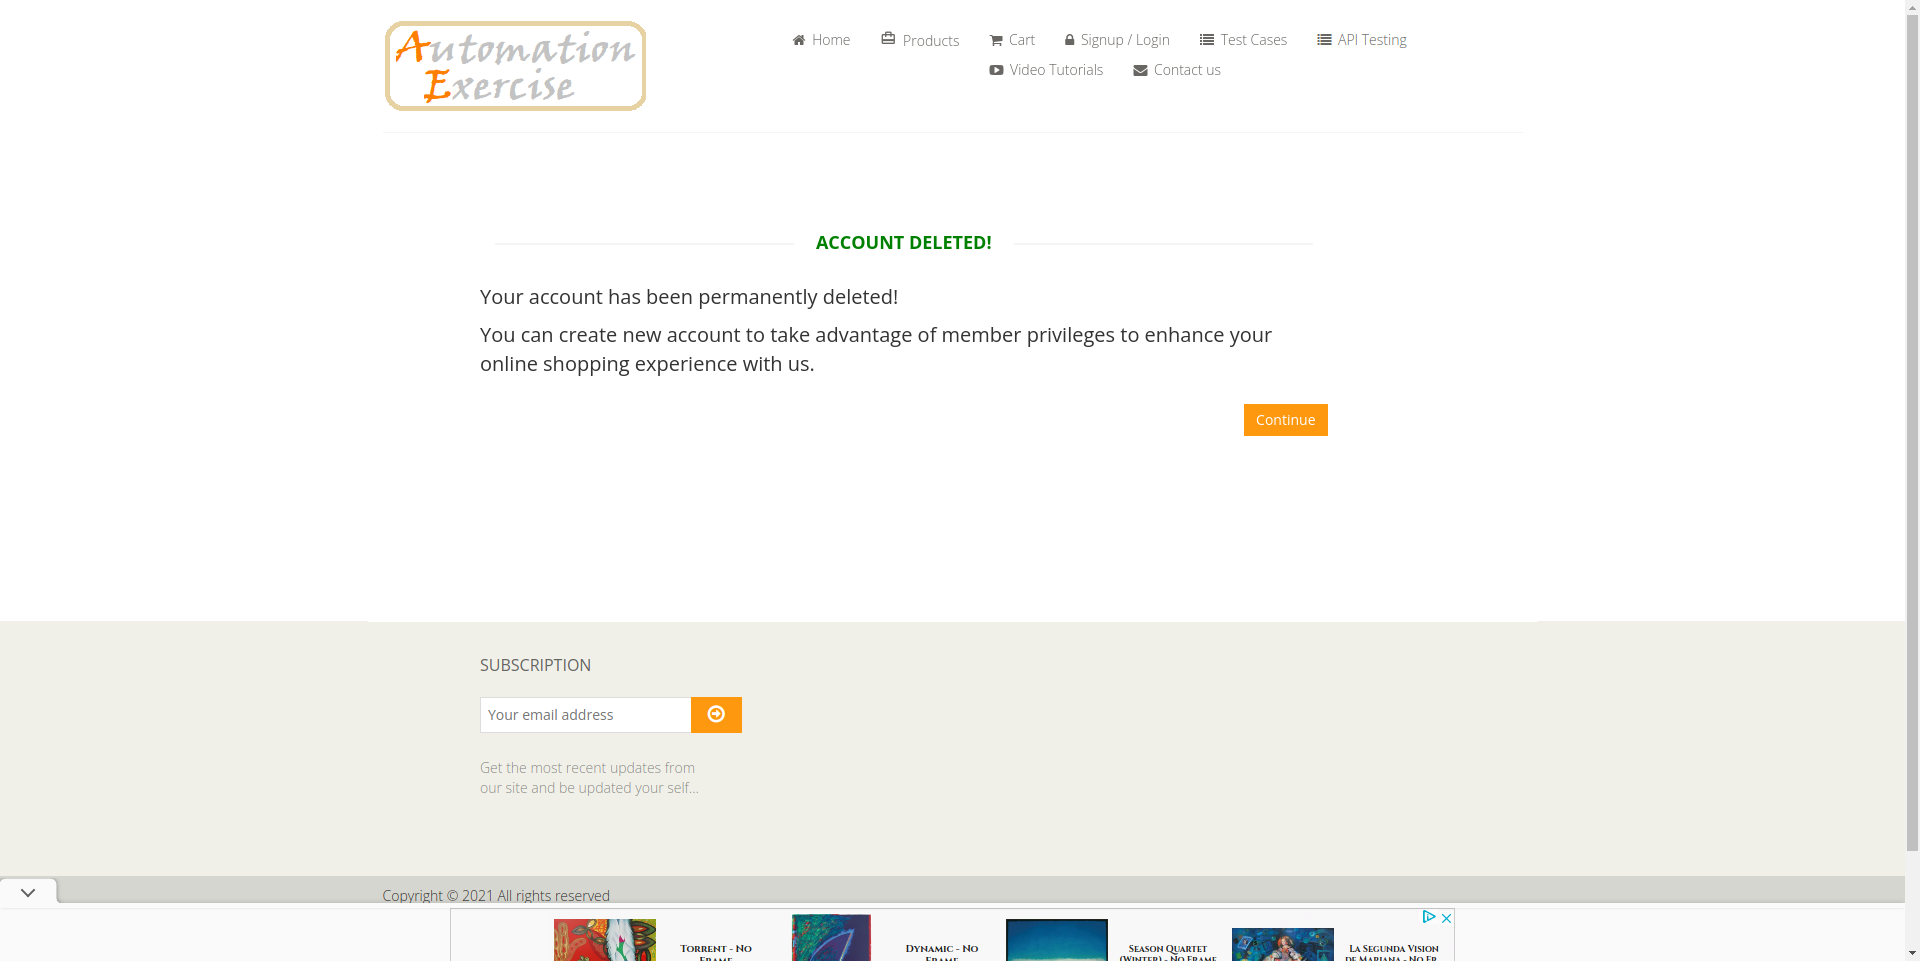 Automation
Exercise
Home
Products
Cart
Signup / Login
Test Cases
API Testing
Video Tutorials
Contact us
ACCOUNT DELETED!
Your account has been permanently deleted!
You can create new account to take advantage of member privileges to enhance your
online shopping experience with us.
Continue
SUBSCRIPTION
Your email address
Get the most recent updates from
our site and be updated your self...
Copyright © 2021 All rights reserved
Torrent - No
Frame
Dynamic - No
Frame
Season Quartet
(Winter) - No Frame
La Segunda Vision
de Mariana - No Fr...